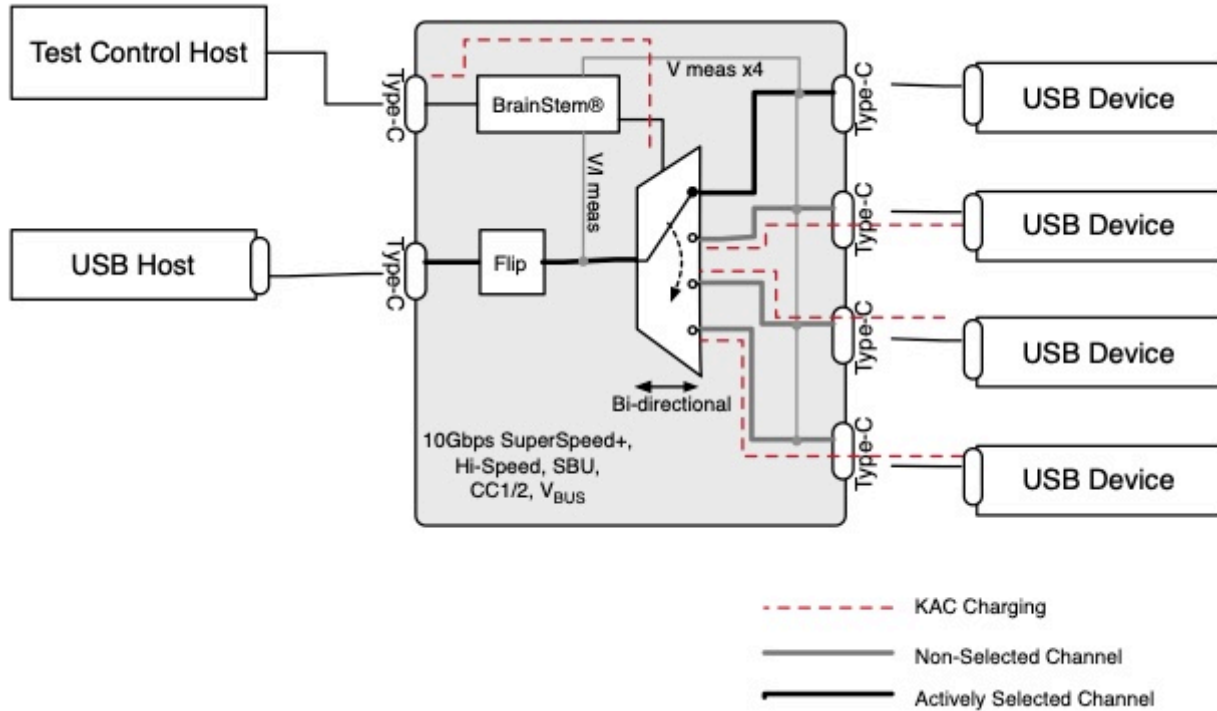 Test Control Host
Type-C
BrainStem®
V meas x4
Type-C
USB Device
V/I meas
USB Host
Type-C
Flip
Type-C
USB Device
Type-C
USB Device
Bi-directional
10Gbps SuperSpeed+,
Hi-Speed, SBU,
CC1/2, VBUS
Type-C
USB Device
KAC Charging
Non-Selected Channel
Actively Selected Channel